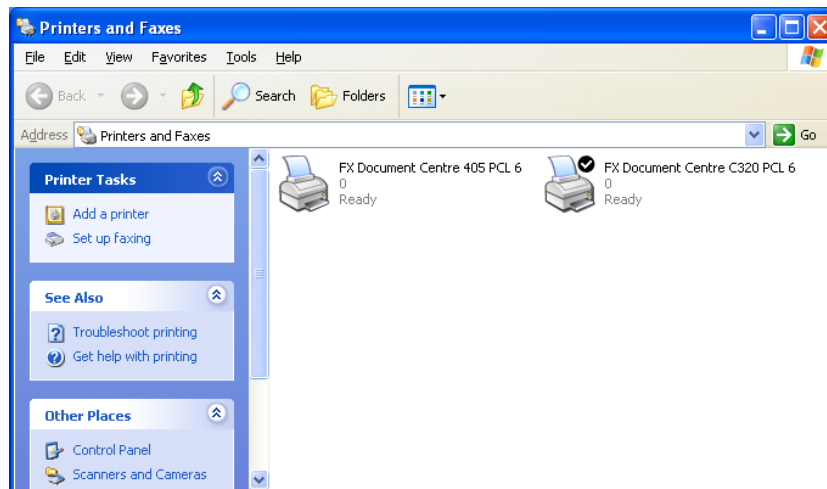 Printers and Faxes
File Edit View Favorites Tools Help
Back Search Folders
Address Printers and Faxes Go
Printer Tasks
Add a printer
Set up faxing
See Also
Troubleshoot printing
Get help with printing
Other Places
Control Panel
Scanners and Cameras
FX Document Centre 405 PCL 6
0
Ready
FX Document Centre C320 PCL 6
0
Ready